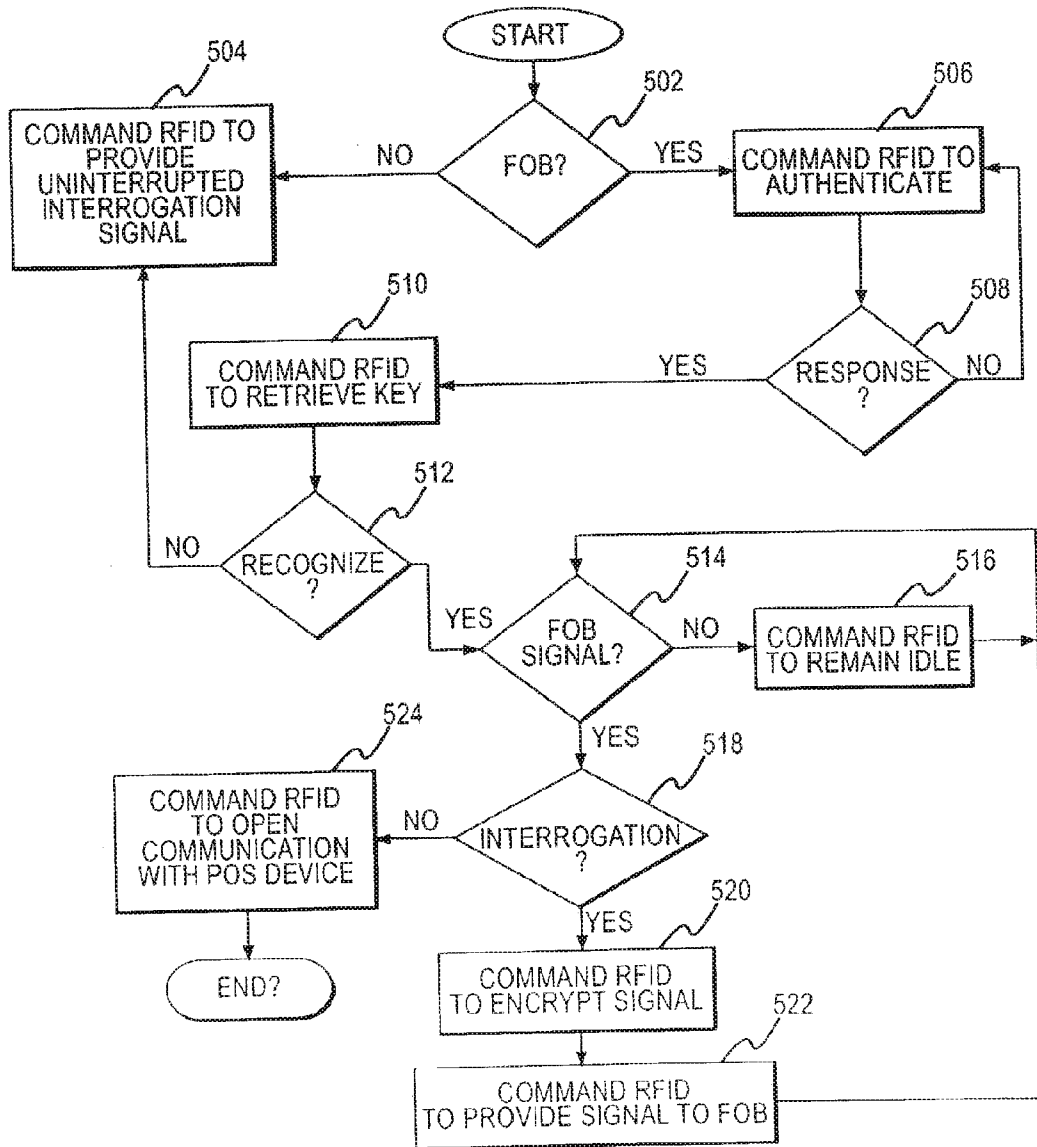 START
504
502
506
COMMAND RFID TO
PROVIDE
UNINTERRUPTED
INTERROGATION
SIGNAL
NO
FOB?
YES
COMMAND RFID TO
AUTHENTICATE
510
508
COMMAND RFID
TO RETRIEVE KEY
YES
RESPONSE
?
NO
512
NO
RECOGNIZE
?
YES
514
FOB
SIGNAL?
NO
516
COMMAND RFID
TO REMAIN IDLE
YES
524
518
COMMAND RFID
TO OPEN
COMMUNICATION
WITH POS DEVICE
NO
INTERROGATION
?
YES
520
END?
COMMAND RFID
TO ENCRYPT SIGNAL
522
COMMAND RFID
TO PROVIDE SIGNAL TO FOB